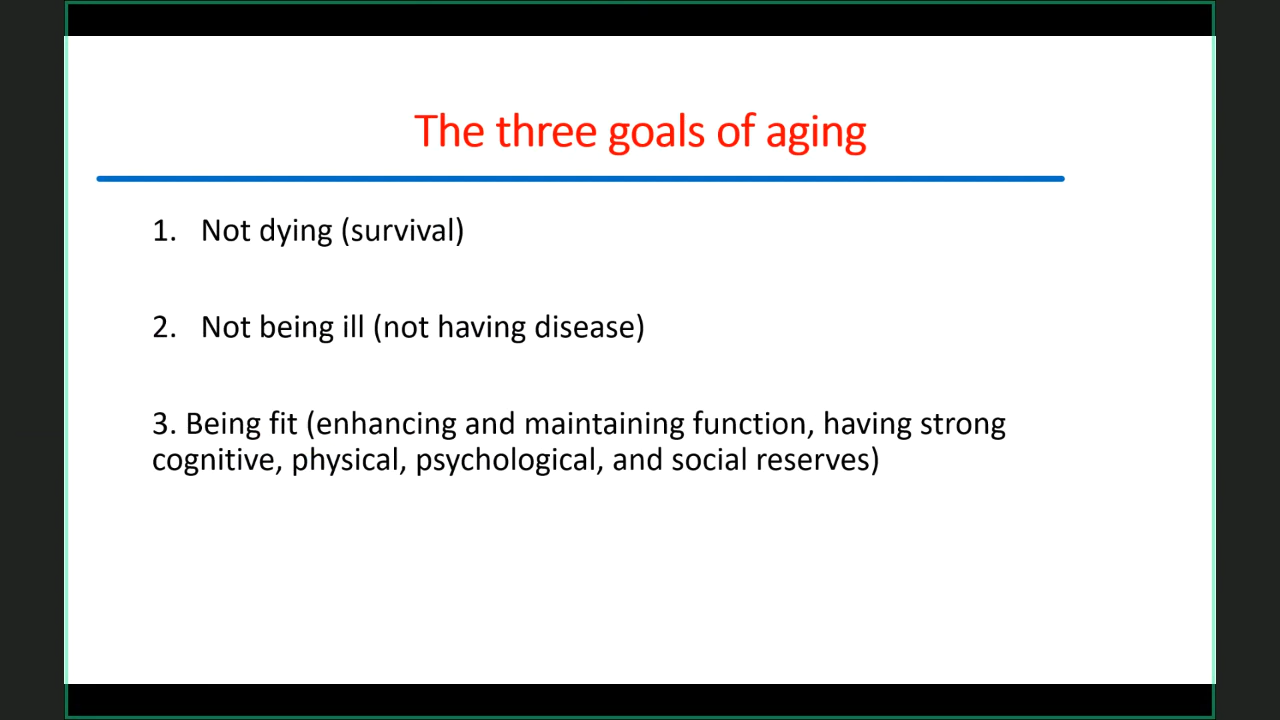 The three goals of aging
1. Not dying (survival)
2. Not being ill (not having disease)
3. Being fit (enhancing and maintaining function, having strong
cognitive, physical, psychological, and social reserves)